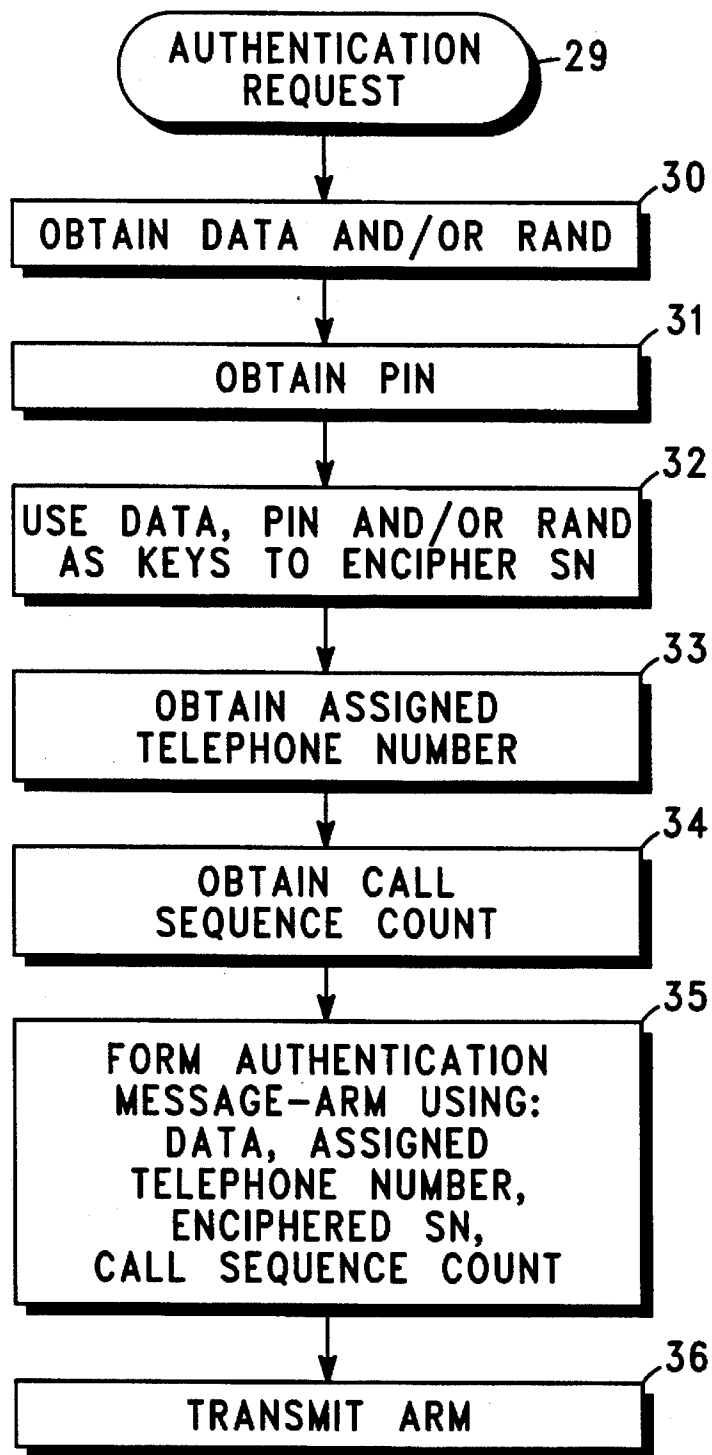 AUTHENTICATION
REQUEST
29
30
OBTAIN DATA AND/OR RAND
31
OBTAIN PIN
32
USE DATA, PIN AND/OR RAND
AS KEYS TO ENCIPHER SN
33
OBTAIN ASSIGNED
TELEPHONE NUMBER
34
OBTAIN CALL
SEQUENCE COUNT
35
FORM AUTHENTICATION
MESSAGE-ARM USING:
DATA, ASSIGNED
TELEPHONE NUMBER,
ENCIPHERED SN,
CALL SEQUENCE COUNT
36
TRANSMIT ARM